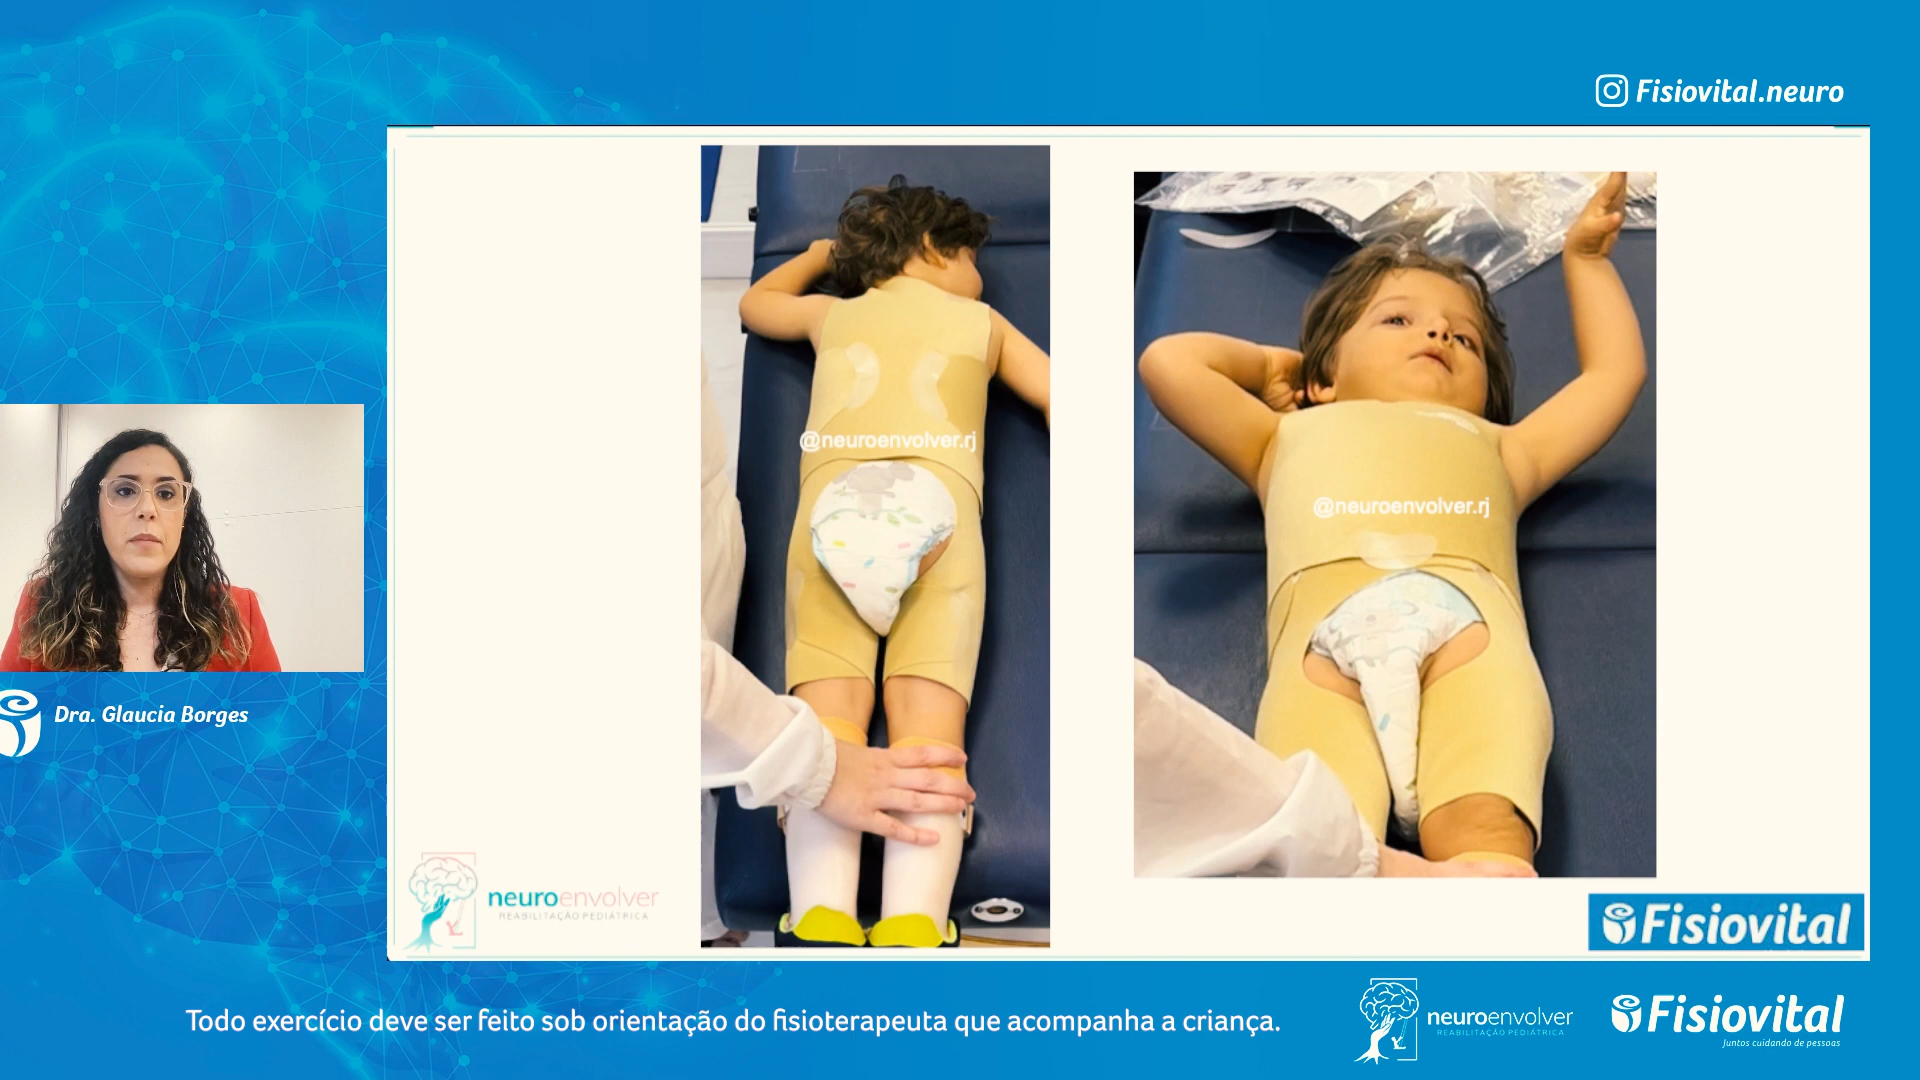 Fisiovital.neuro
@neuroenvolver.rj
@neuroenvolver.rj
Dra. Glaucia Borges
neuroenvolver
REABILITAÇÃO PEDIÁTRICA
Fisiovital
Todo exercício deve ser feito sob orientação do fisioterapeuta que acompanha a criança.
neuroenvolver
REABILITAÇÃO PEDIÁTRICA
Fisiovital
Juntos cuidando de pessoas